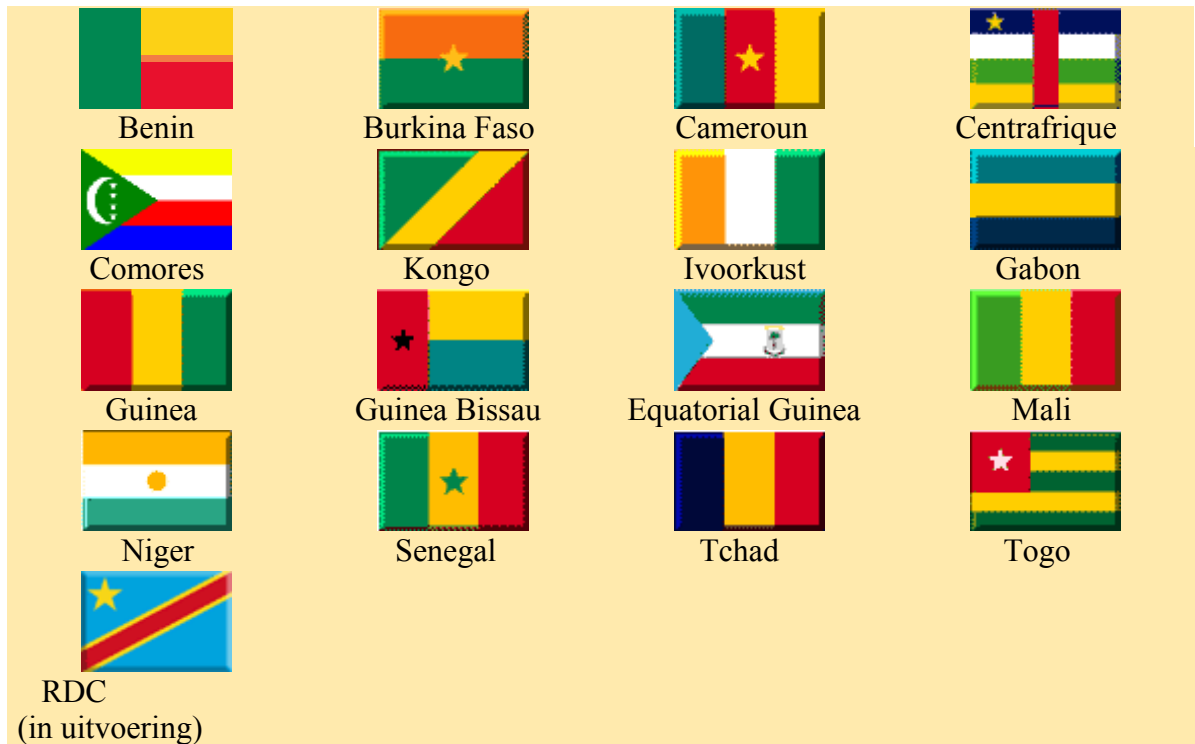 Benin Burkina Faso Cameroun Centrafrique
Comores Kongo Ivoorkust Gabon
Guinea Guinea Bissau Equatorial Guinea Mali
Niger Senegal Tchad Togo
RDC
(in uitvoering)